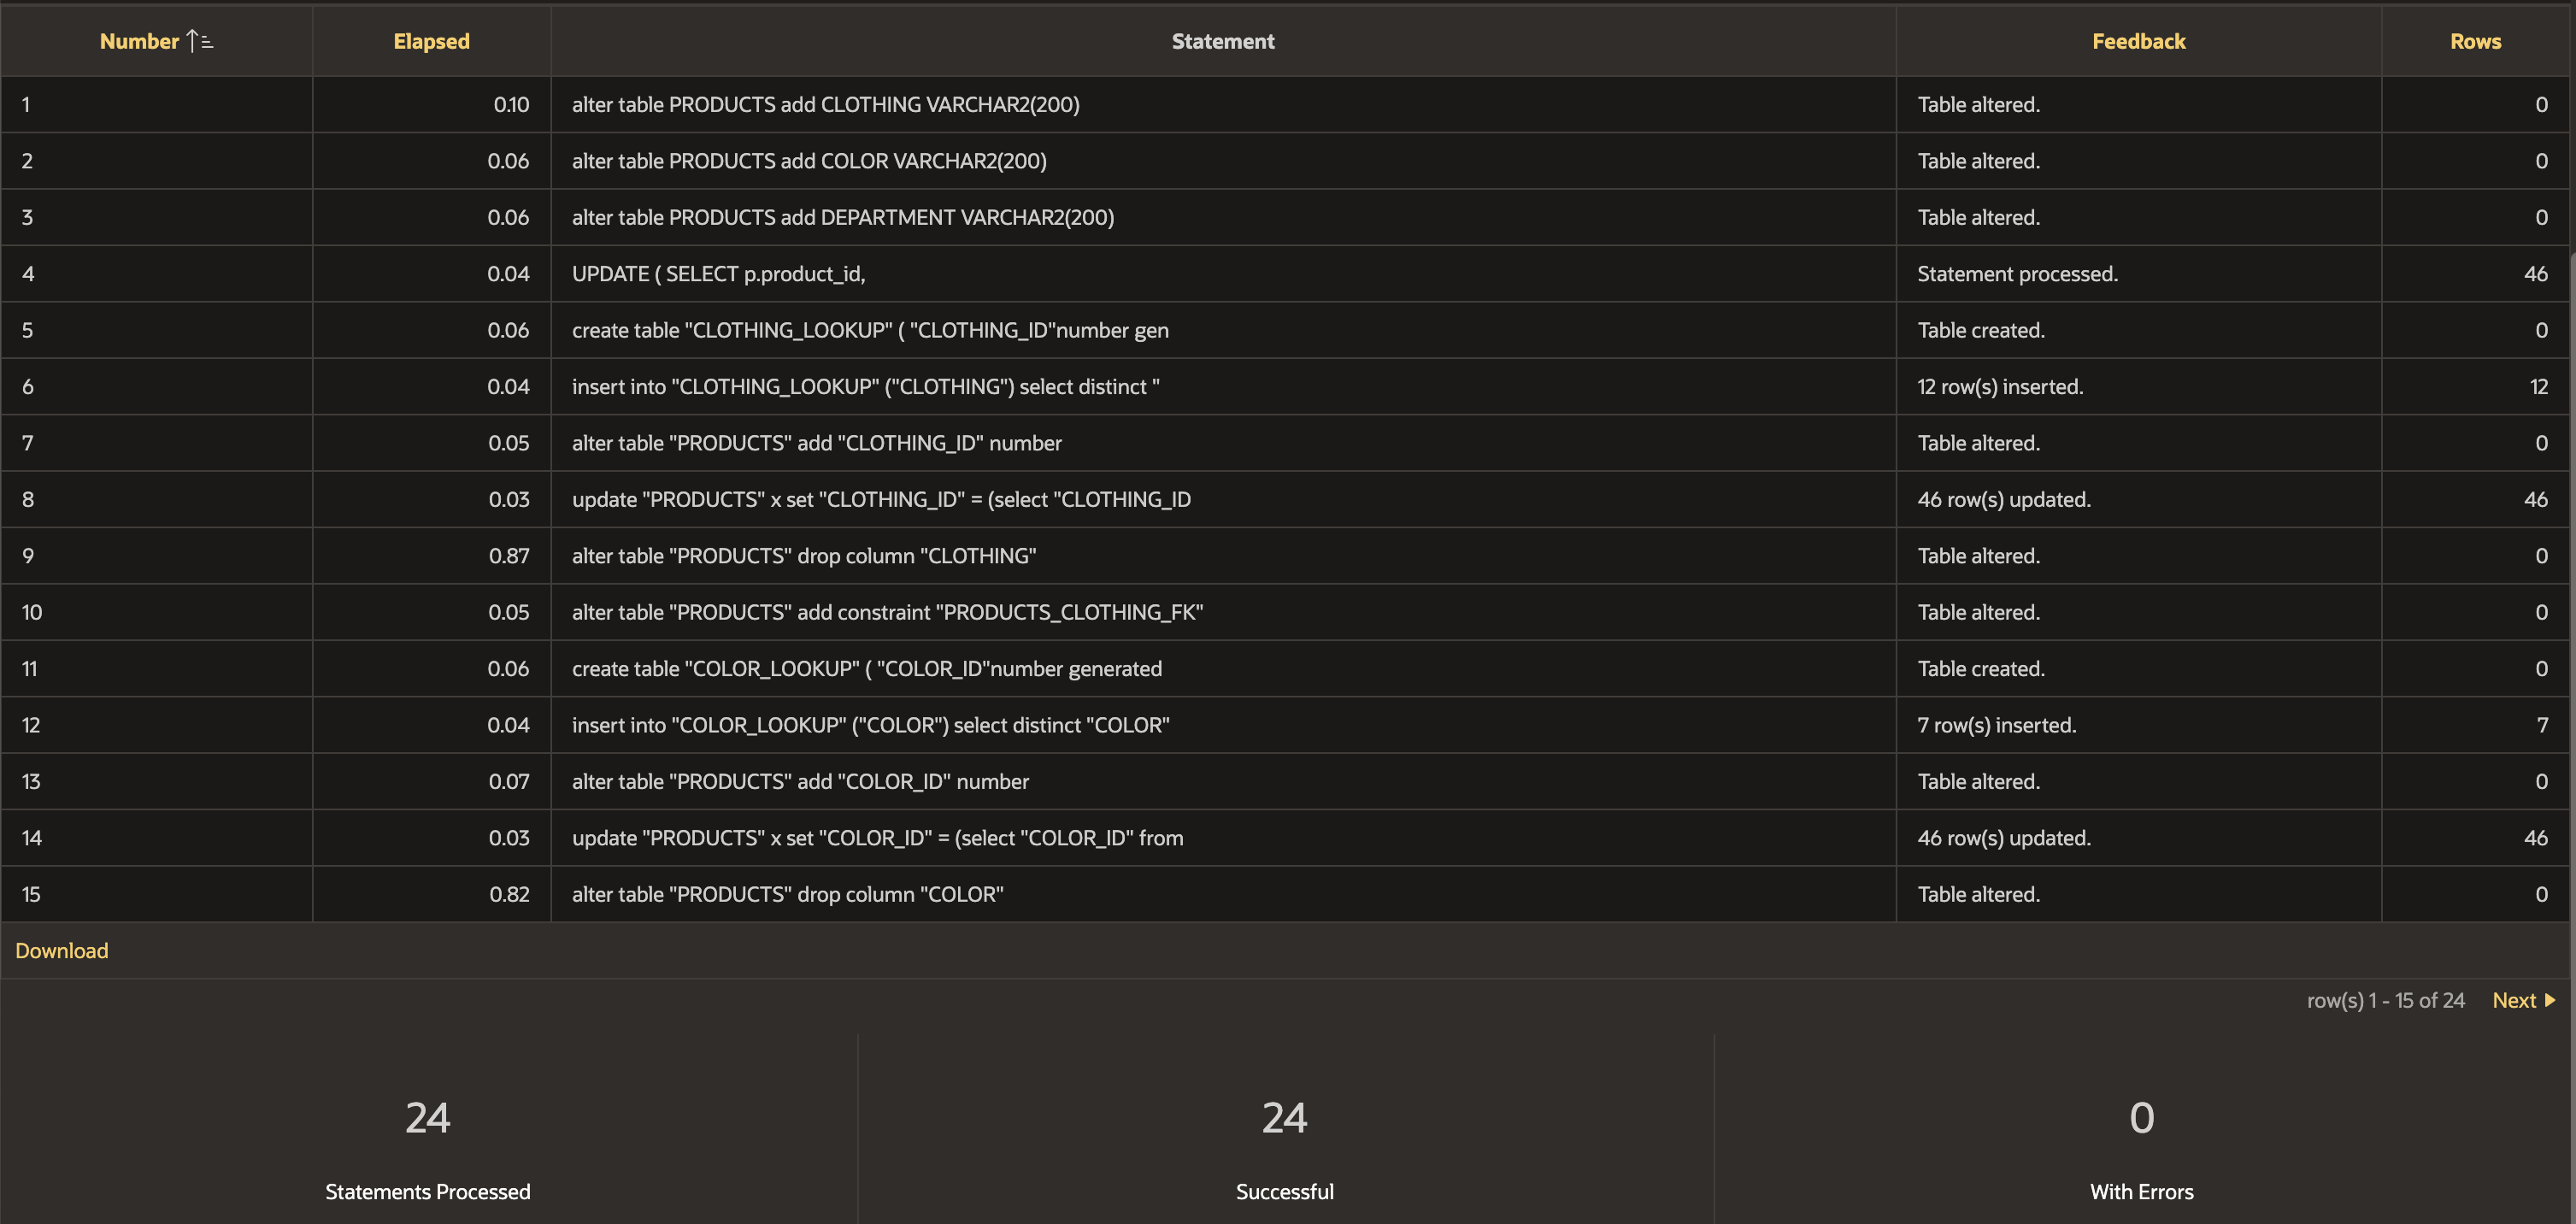 Number Elapsed Statement Feedback Rows
1 0.10 alter table PRODUCTS add CLOTHING VARCHAR2(200) Table altered. 0
2 0.06 alter table PRODUCTS add COLOR VARCHAR2(200) Table altered. 0
3 0.06 alter table PRODUCTS add DEPARTMENT VARCHAR2(200) Table altered. 0
4 0.04 UPDATE ( SELECT p.product_id, Statement processed. 46
5 0.06 create table "CLOTHING_LOOKUP" ( "CLOTHING_ID"number gen Table created. 0
6 0.04 insert into "CLOTHING_LOOKUP" ("CLOTHING") select distinct " 12 row(s) inserted. 12
7 0.05 alter table "PRODUCTS" add "CLOTHING_ID" number Table altered. 0
8 0.03 update "PRODUCTS" x set "CLOTHING_ID" = (select "CLOTHING_ID 46 row(s) updated. 46
9 0.87 alter table "PRODUCTS" drop column "CLOTHING" Table altered. 0
10 0.05 alter table "PRODUCTS" add constraint "PRODUCTS_CLOTHING_FK" Table altered. 0
11 0.06 create table "COLOR_LOOKUP" ( "COLOR_ID"number generated Table created. 0
12 0.04 insert into "COLOR_LOOKUP" ("COLOR") select distinct "COLOR" 7 row(s) inserted. 7
13 0.07 alter table "PRODUCTS" add "COLOR_ID" number Table altered. 0
14 0.03 update "PRODUCTS" x set "COLOR_ID" = (select "COLOR_ID" from 46 row(s) updated. 46
15 0.82 alter table "PRODUCTS" drop column "COLOR" Table altered. 0
Download
row(s) 1 - 15 of 24 Next
24 24 0
Statements Processed Successful With Errors